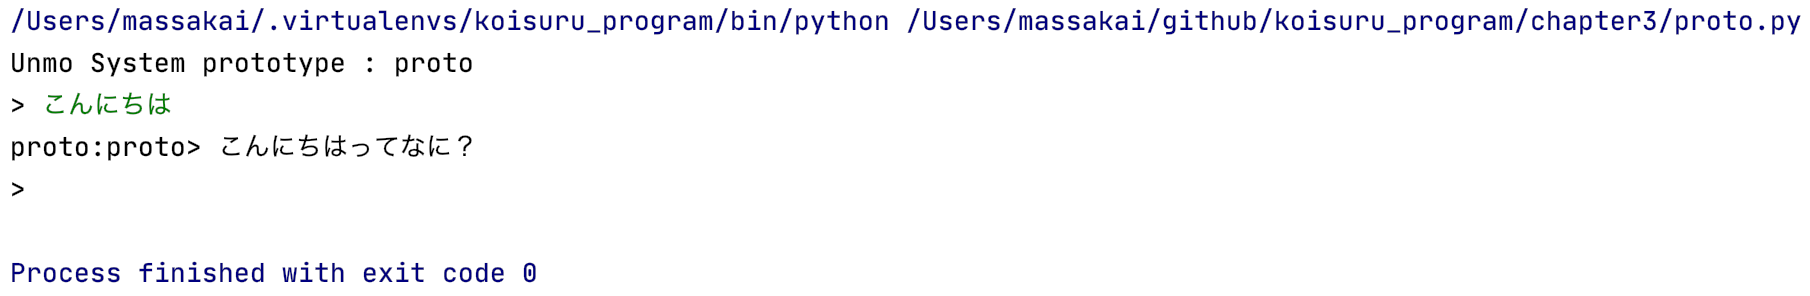 /Users/massakai/.virtualenvs/koisuru_program/bin/python /Users/massakai/github/koisuru_program/chapter3/proto.py
Unmo System prototype : proto
> こんにちは
proto:proto> こんにちはってなに？
>
Process finished with exit code 0